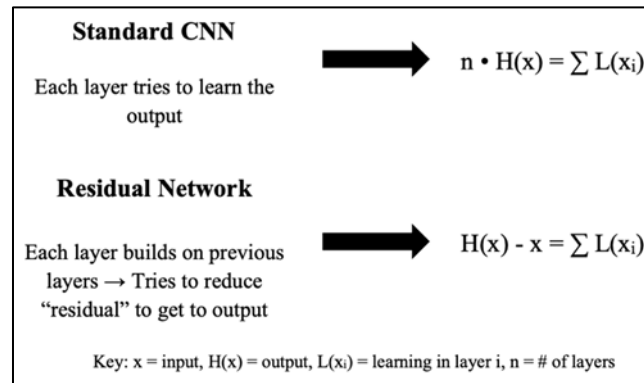 Standard CNN
Each layer tries to learn the
output
n • H(x) = ∑ L(xᵢ)
Residual Network
Each layer builds on previous
layers → Tries to reduce
“residual” to get to output
H(x) - x = ∑ L(xᵢ)
Key: x = input, H(x) = output, L(xᵢ) = learning in layer i, n = # of layers